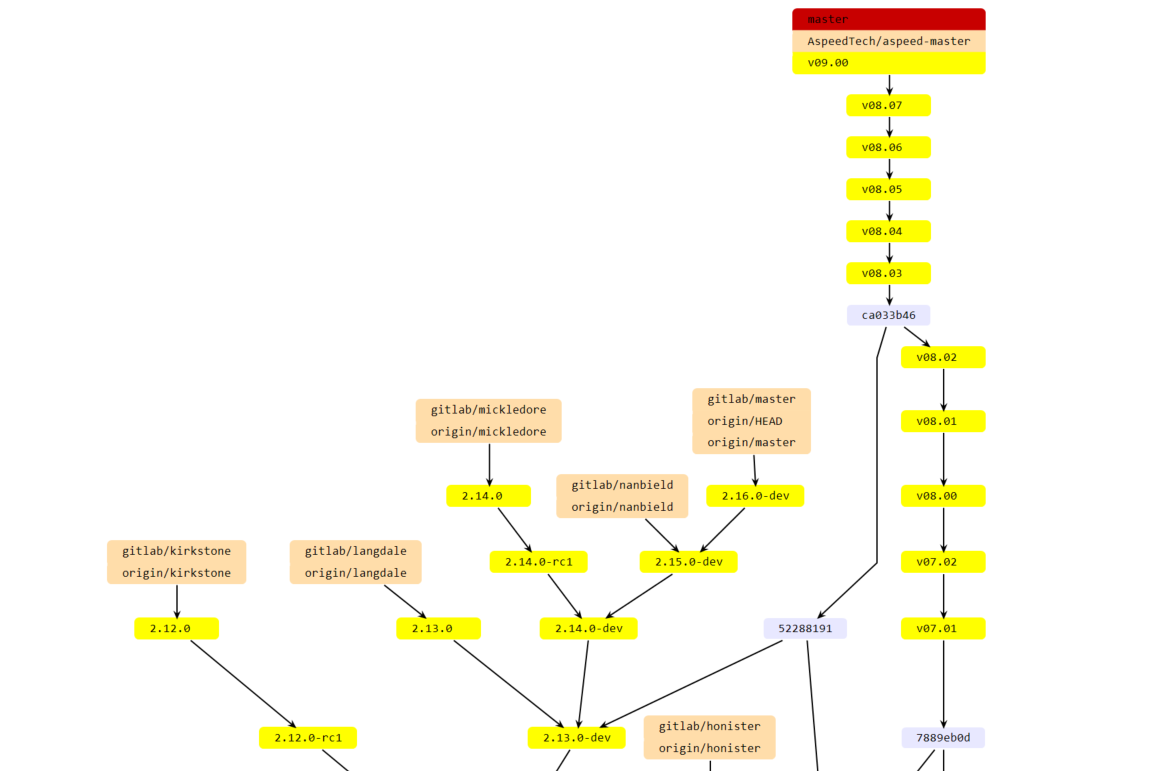 master
AspeedTech/aspeed-master
v09.00
v08.07
v08.06
v08.05
v08.04
v08.03
ca033b46
v08.02
gitlab/mickledore
origin/mickledore
gitlab/master
origin/HEAD
origin/master
v08.01
2.14.0
gitlab/nanbield
origin/nanbield
2.16.0-dev
v08.00
gitlab/kirkstone
origin/kirkstone
gitlab/langdale
origin/langdale
2.14.0-rc1
2.15.0-dev
v07.02
2.12.0
2.13.0
2.14.0-dev
52288191
v07.01
2.12.0-rc1
2.13.0-dev
gitlab/honister
origin/honister
7889eb0d